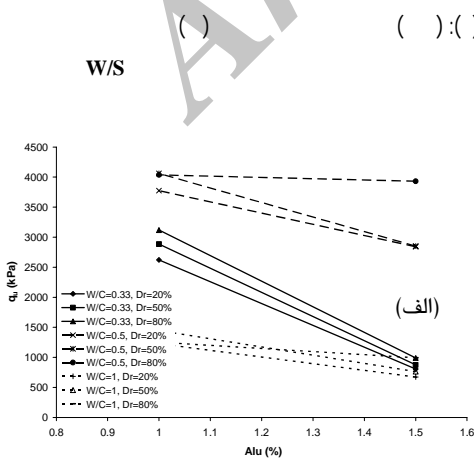 ( ) ( ) : ( )
W/S
4500
4000
3500
3000
2500
2000
1500
1000
500
0
qu (kPa)
W/C=0.33, Dr=20%
W/C=0.33, Dr=50%
W/C=0.33, Dr=80%
W/C=0.5, Dr=20%
W/C=0.5, Dr=50%
W/C=0.5, Dr=80%
W/C=1, Dr=20%
W/C=1, Dr=50%
W/C=1, Dr=80%
(الف)
0.8 0.9 1 1.1 1.2 1.3 1.4 1.5 1.6
Alu (%)